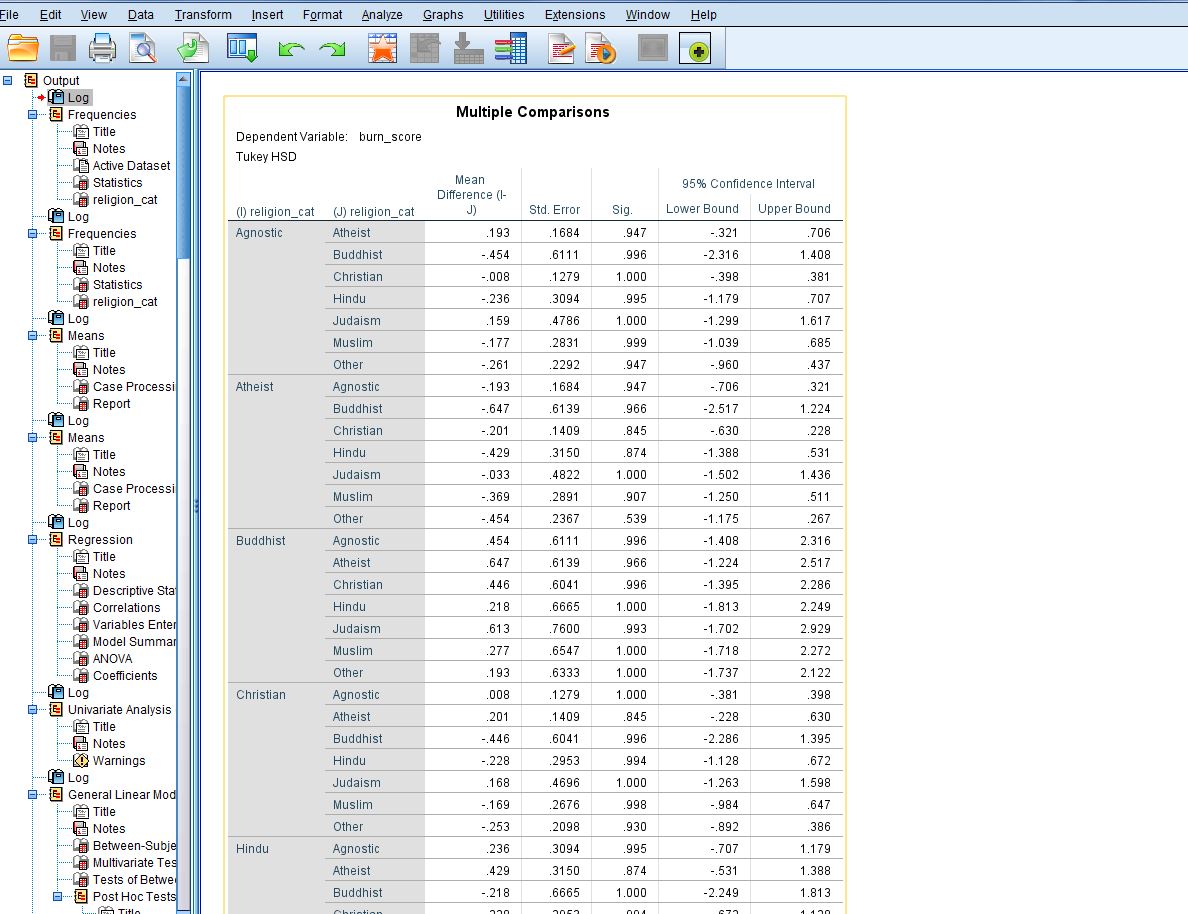 File Edit View Data Transform Insert Format Analyze Graphs Utilities Extensions Window Help
Output
Log
Frequencies
Title
Notes
Active Dataset
Statistics
religion_cat
Log
Frequencies
Title
Notes
Statistics
religion_cat
Log
Means
Title
Notes
Case Processi
Report
Log
Means
Title
Notes
Case Processi
Report
Log
Regression
Title
Notes
Descriptive Sta
Correlations
Variables Enter
Model Summar
ANOVA
Coefficients
Log
Univariate Analysis
Title
Notes
Warnings
Log
General Linear Mod
Title
Notes
Between-Subje
Multivariate Tes
Tests of Betwe
Post Hoc Tests
Title
Multiple Comparisons
Dependent Variable: burn_score
Tukey HSD
(I) religion_cat (J) religion_cat Mean Difference (I-J) Std. Error Sig. 95% Confidence Interval
Lower Bound Upper Bound
Agnostic Atheist .193 .1684 .947 -.321 .706
Buddhist -.454 .6111 .996 -2.316 1.408
Christian -.008 .1279 1.000 -.398 .381
Hindu -.236 .3094 .995 -1.179 .707
Judaism .159 .4786 1.000 -1.299 1.617
Muslim -.177 .2831 .999 -1.039 .685
Other -.261 .2292 .947 -.960 .437
Atheist Agnostic -.193 .1684 .947 -.706 .321
Buddhist -.647 .6139 .966 -2.517 1.224
Christian -.201 .1409 .845 -.630 .228
Hindu -.429 .3150 .874 -1.388 .531
Judaism -.033 .4822 1.000 -1.502 1.436
Muslim -.369 .2891 .907 -1.250 .511
Other -.454 .2367 .539 -1.175 .267
Buddhist Agnostic .454 .6111 .996 -1.408 2.316
Atheist .647 .6139 .966 -1.224 2.517
Christian .446 .6041 .996 -1.395 2.286
Hindu .218 .6665 1.000 -1.813 2.249
Judaism .613 .7600 .993 -1.702 2.929
Muslim .277 .6547 1.000 -1.718 2.272
Other .193 .6333 1.000 -1.737 2.122
Christian Agnostic .008 .1279 1.000 -.381 .398
Atheist .201 .1409 .845 -.228 .630
Buddhist -.446 .6041 .996 -2.286 1.395
Hindu -.228 .2953 .994 -1.128 .672
Judaism .168 .4696 1.000 -1.263 1.598
Muslim -.169 .2676 .998 -.984 .647
Other -.253 .2098 .930 -.892 .386
Hindu Agnostic .236 .3094 .995 -.707 1.179
Atheist .429 .3150 .874 -.531 1.388
Buddhist -.218 .6665 1.000 -2.249 1.813
Christian .228 .2953 .994 -.672 1.128